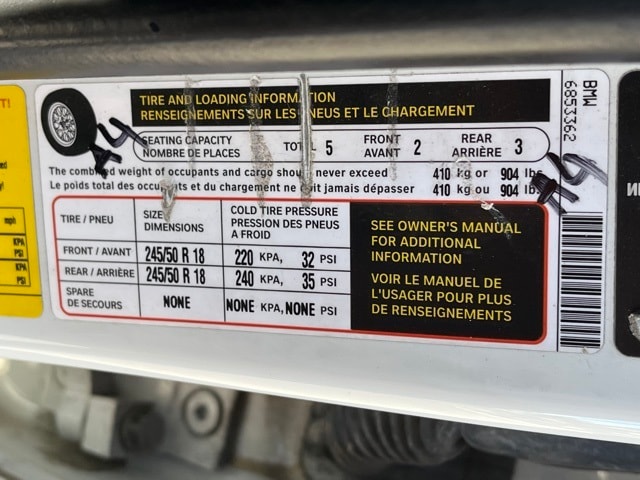 TIRE AND LOADING INFORMATION
RENSEIGNEMENTS SUR LES PNEUS ET LE CHARGEMENT
SEATING CAPACITY TOTAL 5 FRONT 2 REAR 3
NOMBRE DE PLACES AVANT ARRIÈRE
The combined weight of occupants and cargo should never exceed 410 kg or 904 lbs
Le poids total des occupants et du chargement ne doit jamais dépasser 410 kg ou 904 lb
TIRE / PNEU SIZE DIMENSIONS COLD TIRE PRESSURE PRESSION DES PNEUS A FROID
FRONT / AVANT 245/50 R 18 220 KPA, 32 PSI
REAR / ARRIÈRE 245/50 R 18 240 KPA, 35 PSI
SPARE DE SECOURS NONE NONE KPA, NONE PSI
SEE OWNER'S MANUAL
FOR ADDITIONAL
INFORMATION
VOIR LE MANUEL DE
L'USAGER POUR PLUS
DE RENSEIGNEMENTS
BMW
6853362
mph
KPA
PSI
KPA
PSI